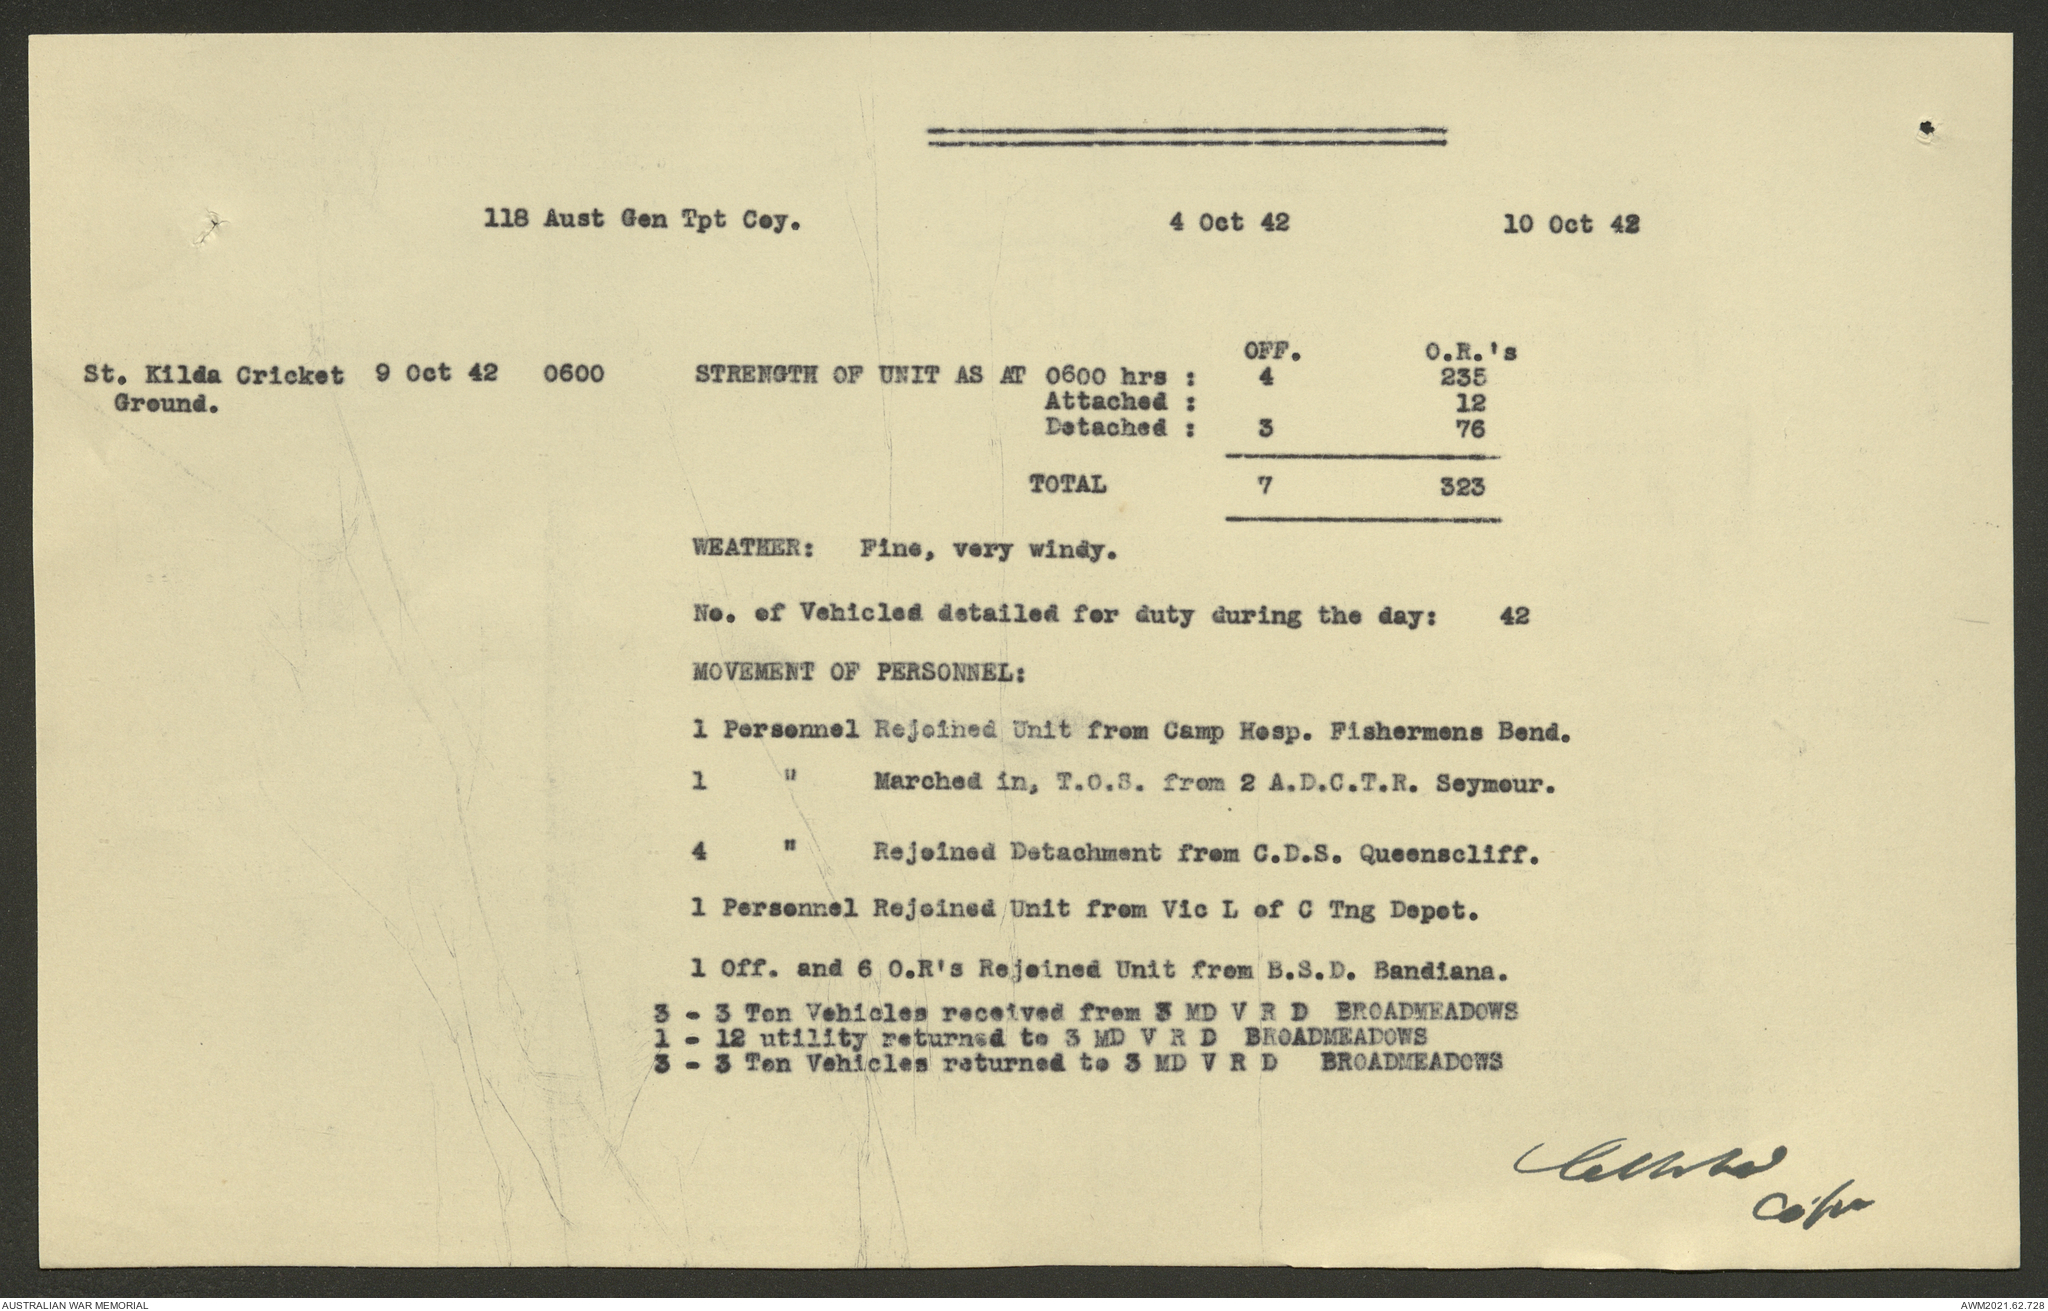 118 Aust Gen Tpt Coy. 4 Oct 42 10 Oct 42
OFF. O.R.'s
St. Kilda Cricket 9 Oct 42 0600 STRENGTH OF UNIT AS AT 0600 hrs : 4 235
Ground. Attached : 12
Detached : 3 76
TOTAL 7 323
WEATHER: Fine, very windy.
No. of Vehicles detailed for duty during the day: 42
MOVEMENT OF PERSONNEL:
1 Personnel Rejoined Unit from Camp Hosp. Fishermens Bend.
1 " Marched in, T.O.S. from 2 A.D.C.T.R. Seymour.
4 " Rejoined Detachment from C.D.S. Queenscliff.
1 Personnel Rejoined Unit from Vic L of C Tng Depot.
1 Off. and 6 O.R's Rejoined Unit from B.S.D. Bandiana.
3 - 3 Ton Vehicles received from 3 MD V R D BROADMEADOWS
1 - 12 utility returned to 3 MD V R D BROADMEADOWS
3 - 3 Ton Vehicles returned to 3 MD V R D BROADMEADOWS
Capt
AUSTRALIAN WAR MEMORIAL AWM2021.62.728